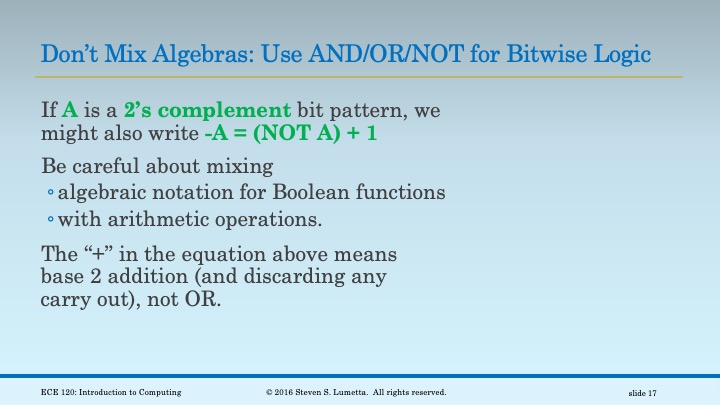 Don’t Mix Algebras: Use AND/OR/NOT for Bitwise Logic
If A is a 2’s complement bit pattern, we
might also write -A = (NOT A) + 1
Be careful about mixing
◦ algebraic notation for Boolean functions
◦ with arithmetic operations.
The “+” in the equation above means
base 2 addition (and discarding any
carry out), not OR.
ECE 120: Introduction to Computing © 2016 Steven S. Lumetta. All rights reserved. slide 17